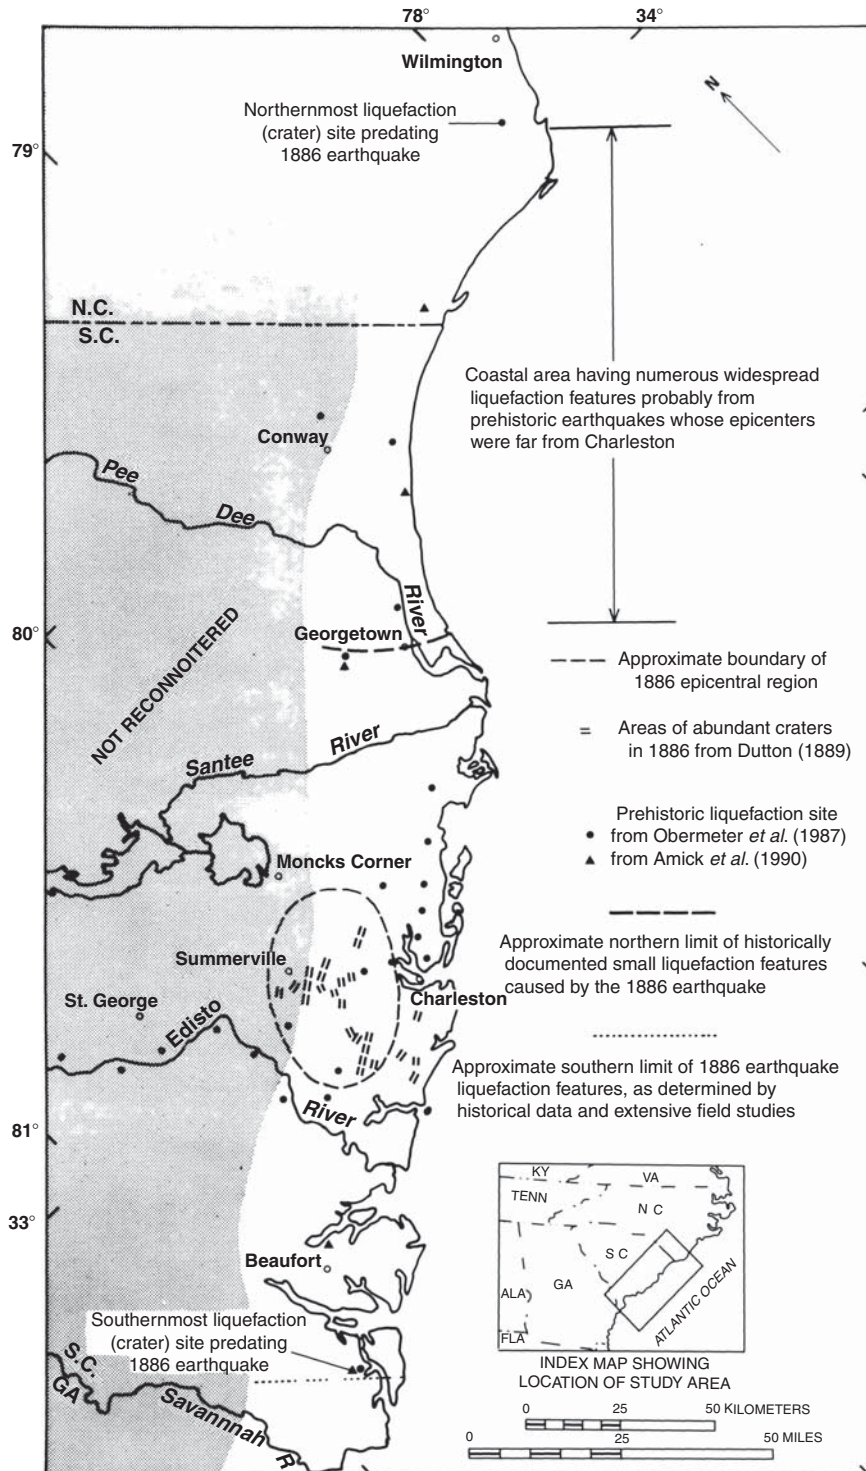 78°
34°
Wilmington
N
Northernmost liquefaction
(crater) site predating
1886 earthquake
79°
N.C.
S.C.
Coastal area having numerous widespread
liquefaction features probably from
prehistoric earthquakes whose epicenters
were far from Charleston
Conway
Pee
Dee
River
80°
Georgetown
NOT RECONNOITERED
Approximate boundary of
1886 epicentral region
Santee
River
Areas of abundant craters
in 1886 from Dutton (1889)
Prehistoric liquefaction site
from Obermeter et al. (1987)
from Amick et al. (1990)
Moncks Corner
Approximate northern limit of historically
documented small liquefaction features
caused by the 1886 earthquake
Summerville
Charleston
St. George
Edisto
River
Approximate southern limit of 1886 earthquake
liquefaction features, as determined by
historical data and extensive field studies
81°
33°
Beaufort
KY
VA
TENN
N C
S C
GA
ALA
FLA
ATLANTIC OCEAN
INDEX MAP SHOWING
LOCATION OF STUDY AREA
Southernmost liquefaction
(crater) site predating
1886 earthquake
S.C.
GA
Savannnah R
0 25 50 KILOMETERS
0 25 50 MILES